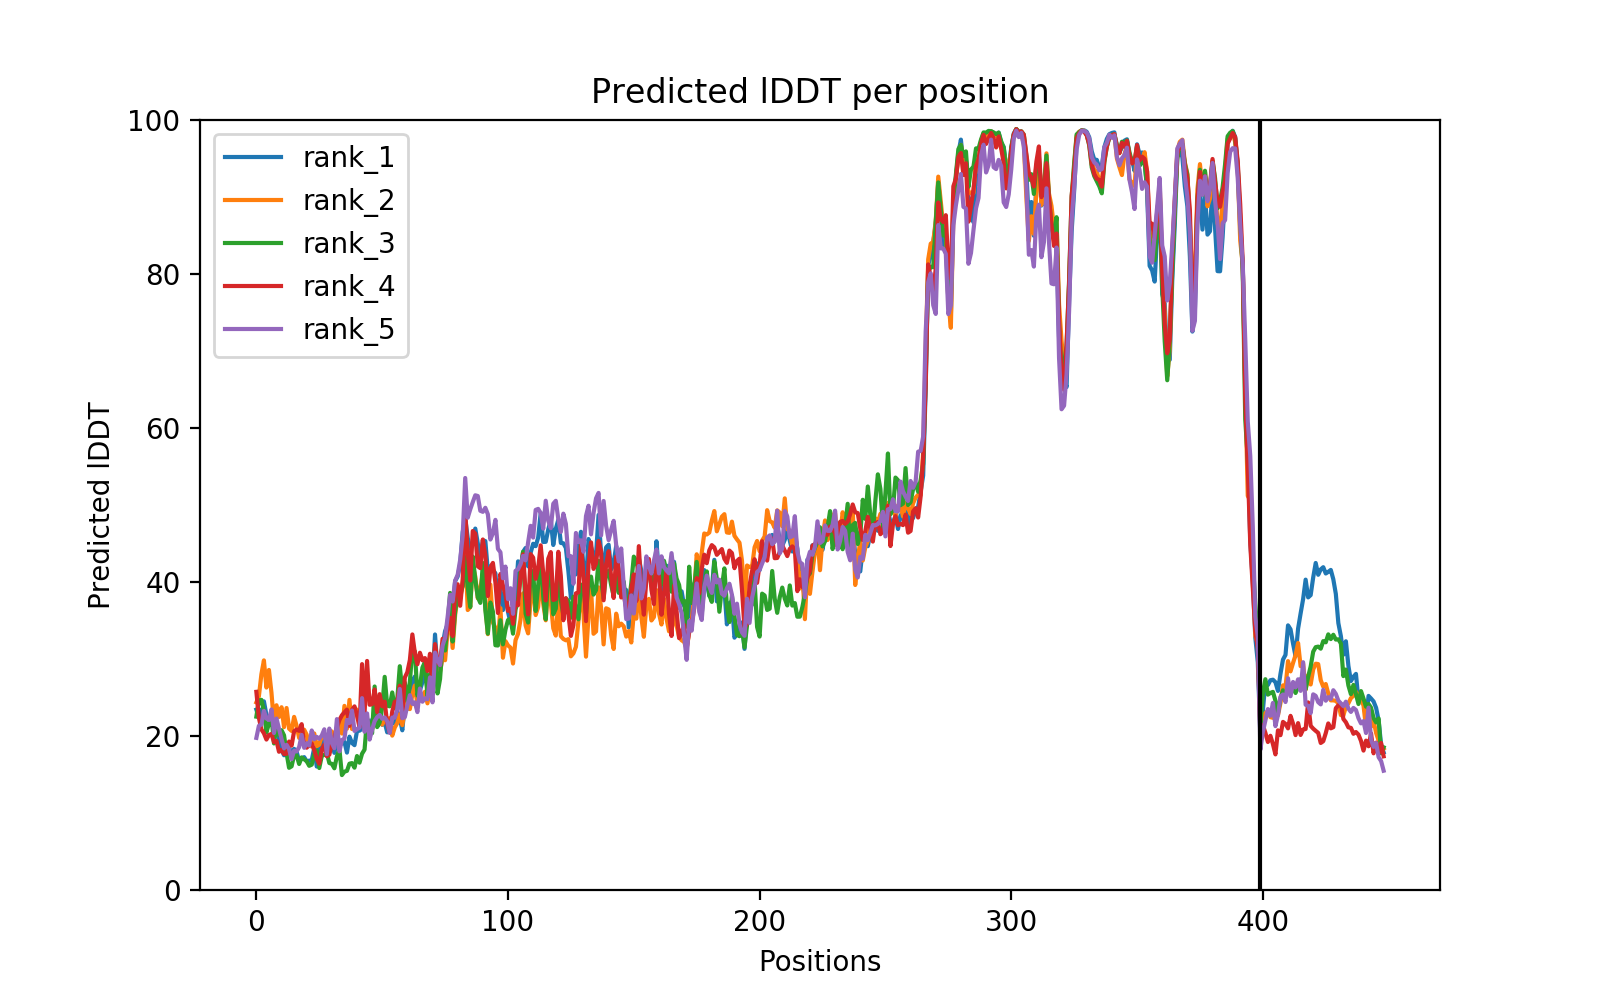 Predicted lDDT per position
100
80
60
40
20
0
Predicted lDDT
rank_1
rank_2
rank_3
rank_4
rank_5
0 100 200 300 400
Positions